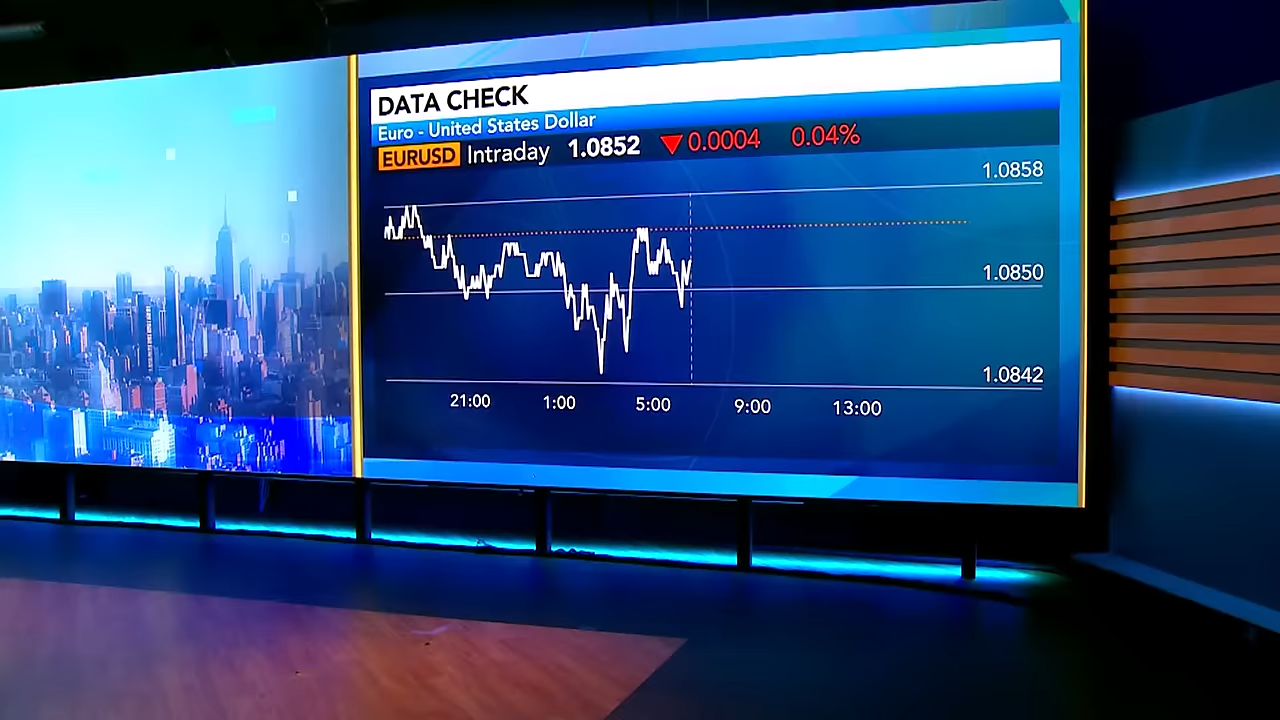 DATA CHECK
Euro - United States Dollar
EURUSD Intraday 1.0852 ▼0.0004 0.04%
1.0858
1.0850
1.0842
21:00 1:00 5:00 9:00 13:00